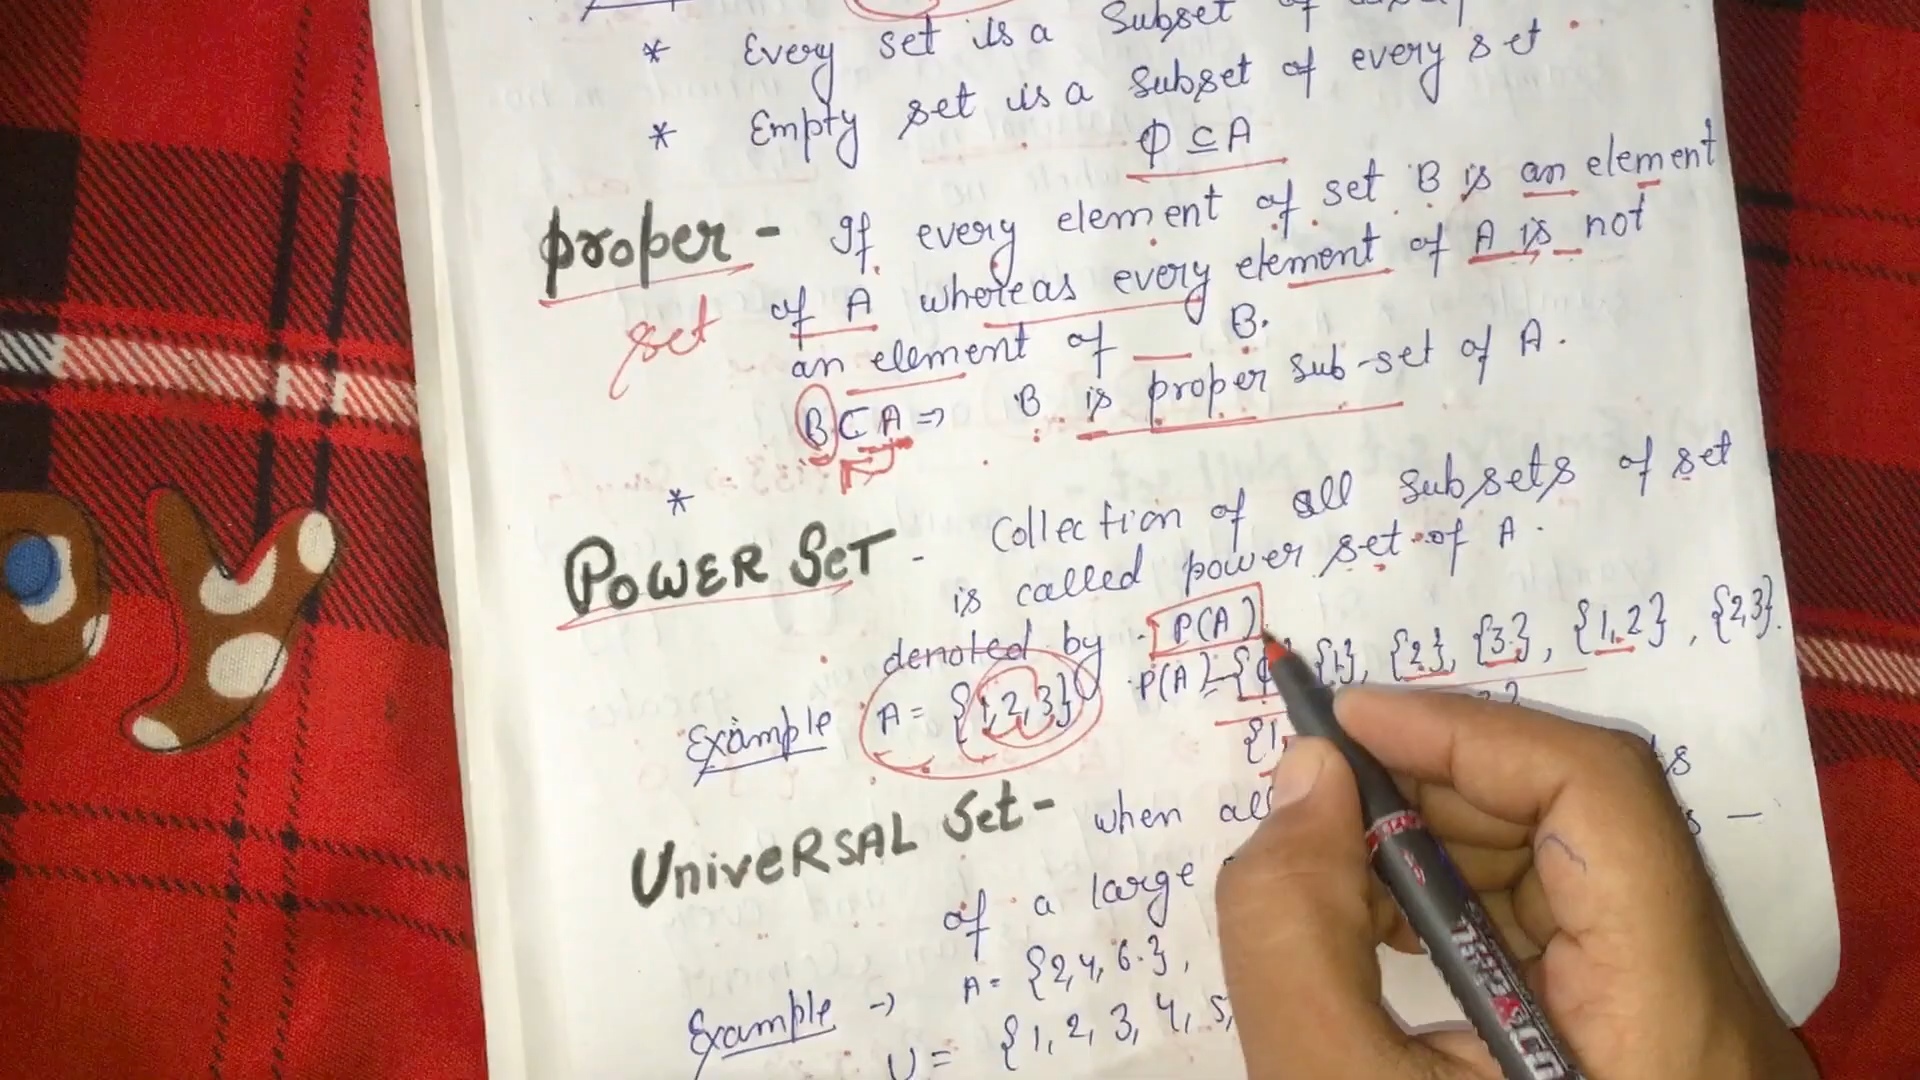 * Every set is a Subset of
* Empty set is a subset of every set
ϕ ⊆ A
proper - If every element of set B is an element
set of A whereas every element of A is not
an element of B.
B ⊂ A ⇒ B is proper sub-set of A.
*
POWER SET - Collection of all subsets of set
is called power set of A.
denoted by P(A)
Example A = {1,2,3} P(A) = {ϕ {1}, {2}, {3}, {1,2}, {2,3}.
{1,
UNIVERSAL Set - when all
of a large
Example → A = {2,4,6},
U = {1, 2, 3, 4, 5,